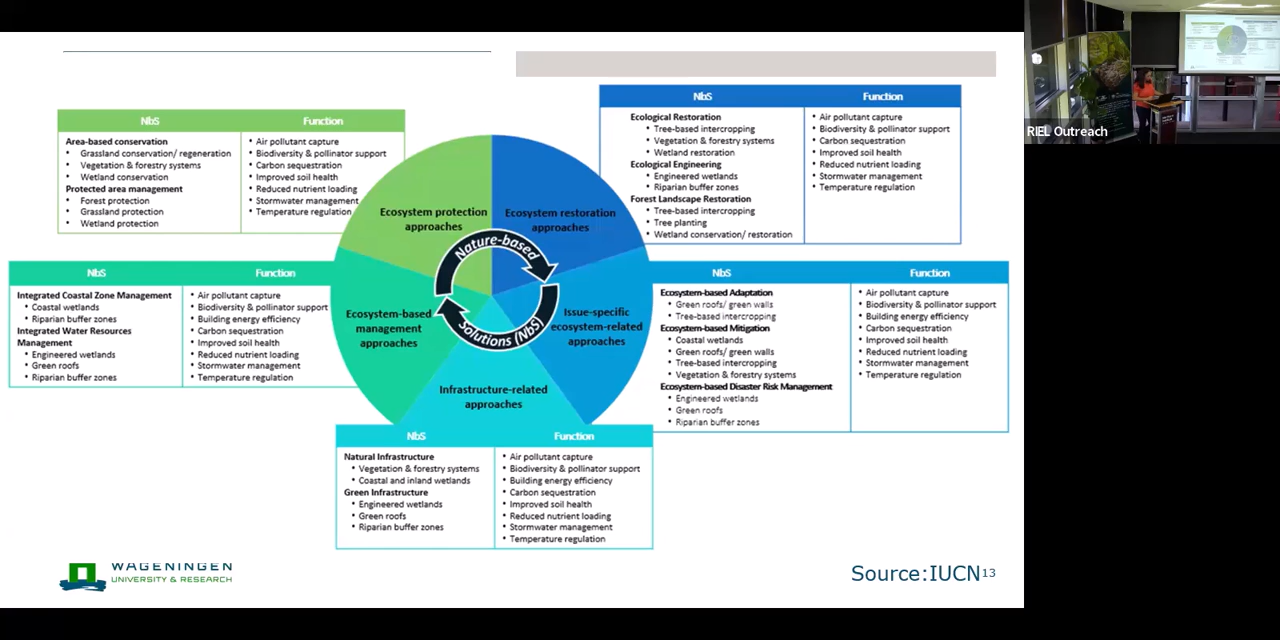 NbS Function
Area-based conservation
• Grassland conservation/ regeneration
• Vegetation & forestry systems
• Wetland conservation
Protected area management
• Forest protection
• Grassland protection
• Wetland protection
• Air pollutant capture
• Biodiversity & pollinator support
• Carbon sequestration
• Improved soil health
• Reduced nutrient loading
• Stormwater management
• Temperature regulation
NbS Function
Ecological Restoration
• Tree-based intercropping
• Vegetation & forestry systems
• Wetland restoration
Ecological Engineering
• Engineered wetlands
• Riparian buffer zones
Forest Landscape Restoration
• Tree-based intercropping
• Tree planting
• Wetland conservation/ restoration
• Air pollutant capture
• Biodiversity & pollinator support
• Carbon sequestration
• Improved soil health
• Reduced nutrient loading
• Stormwater management
• Temperature regulation
RIEL Outreach
Ecosystem protection
approaches
Ecosystem restoration
approaches
Nature-based
Solutions (NbS)
Ecosystem-based
management
approaches
Issue-specific
ecosystem-related
approaches
Infrastructure-related
approaches
NbS Function
Integrated Coastal Zone Management
• Coastal wetlands
• Riparian buffer zones
Integrated Water Resources
Management
• Engineered wetlands
• Green roofs
• Riparian buffer zones
• Air pollutant capture
• Biodiversity & pollinator support
• Building energy efficiency
• Carbon sequestration
• Improved soil health
• Reduced nutrient loading
• Stormwater management
• Temperature regulation
NbS Function
Ecosystem-based Adaptation
• Green roofs/ green walls
• Tree-based intercropping
Ecosystem-based Mitigation
• Coastal wetlands
• Green roofs/ green walls
• Tree-based intercropping
• Vegetation & forestry systems
Ecosystem-based Disaster Risk Management
• Engineered wetlands
• Green roofs
• Riparian buffer zones
• Air pollutant capture
• Biodiversity & pollinator support
• Building energy efficiency
• Carbon sequestration
• Improved soil health
• Reduced nutrient loading
• Stormwater management
• Temperature regulation
NbS Function
Natural Infrastructure
• Vegetation & forestry systems
• Coastal and inland wetlands
Green Infrastructure
• Engineered wetlands
• Green roofs
• Riparian buffer zones
• Air pollutant capture
• Biodiversity & pollinator support
• Building energy efficiency
• Carbon sequestration
• Improved soil health
• Reduced nutrient loading
• Stormwater management
• Temperature regulation
WAGENINGEN
UNIVERSITY & RESEARCH
Source:IUCN 13